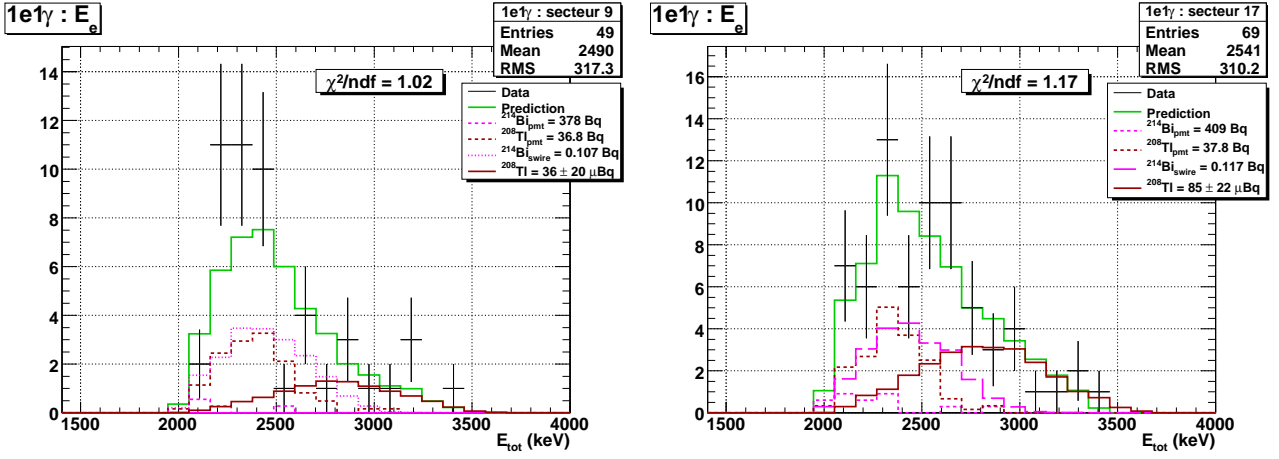 1e1γ : E_e
1e1γ : secteur 9
Entries 49
Mean 2490
RMS 317.3
χ²/ndf = 1.02
Data
Prediction
²¹⁴Bi_pmt = 378 Bq
²⁰⁸Tl_pmt = 36.8 Bq
²¹⁴Bi_swire = 0.107 Bq
²⁰⁸Tl = 36 ± 20 μBq
14
12
10
8
6
4
2
0
1500 2000 2500 3000 3500 4000
E_tot (keV)
1e1γ : E_e
1e1γ : secteur 17
Entries 69
Mean 2541
RMS 310.2
χ²/ndf = 1.17
Data
Prediction
²¹⁴Bi_pmt = 409 Bq
²⁰⁸Tl_pmt = 37.8 Bq
²¹⁴Bi_swire = 0.117 Bq
²⁰⁸Tl = 85 ± 22 μBq
16
14
12
10
8
6
4
2
0
1500 2000 2500 3000 3500 4000
E_tot (keV)